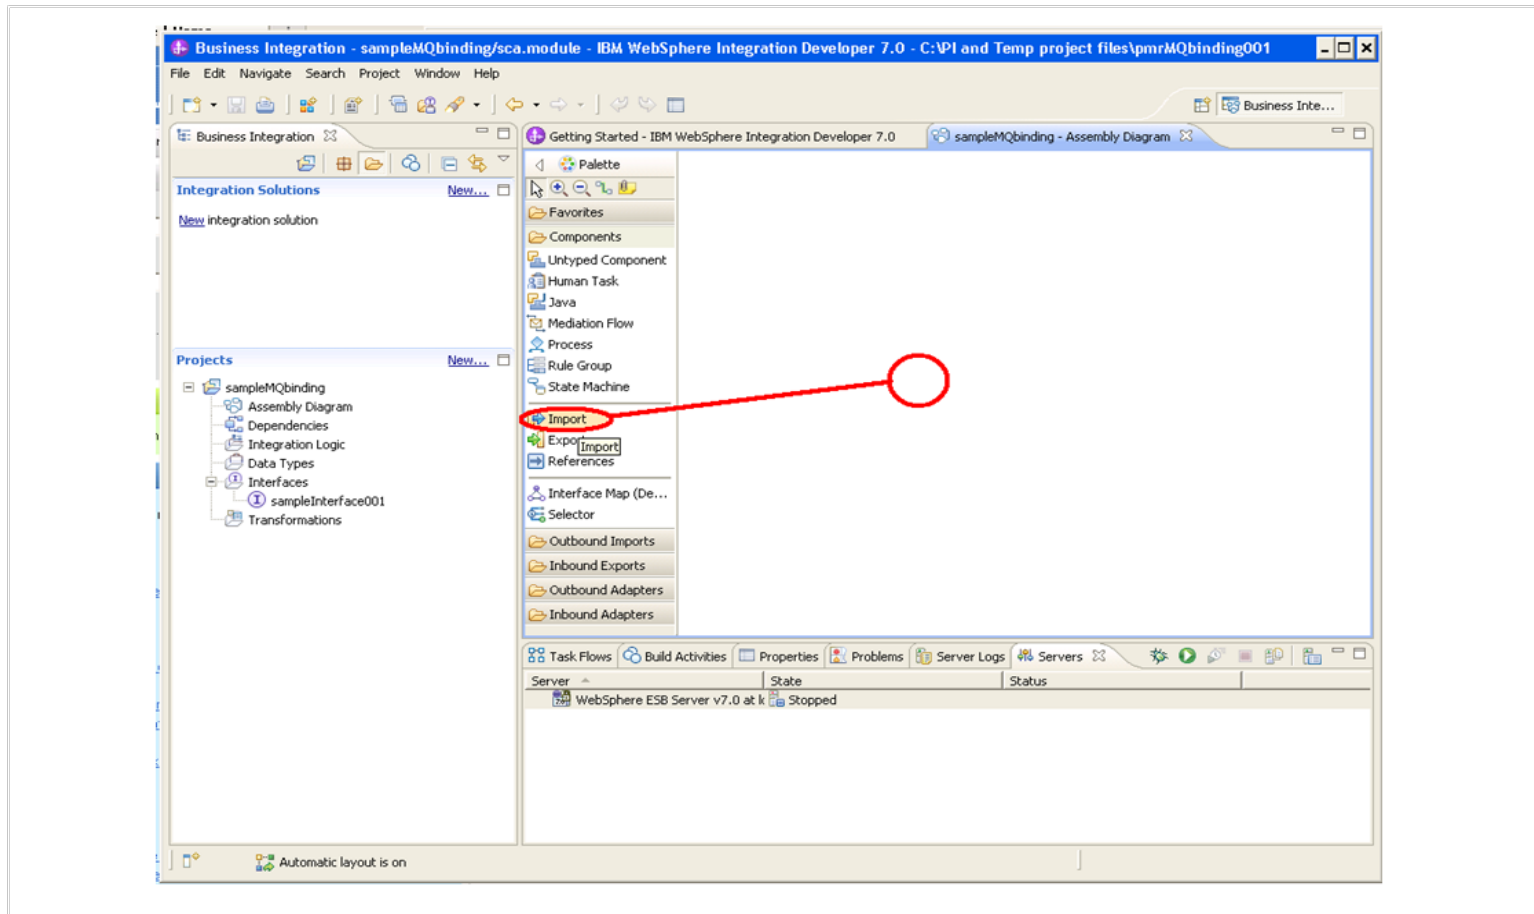 Business Integration - sampleMQbinding/sca.module - IBM WebSphere Integration Developer 7.0 - C:\PI and Temp project files\pmrMQbinding001
File Edit Navigate Search Project Window Help
Business Inte...
Business Integration
Getting Started - IBM WebSphere Integration Developer 7.0
sampleMQbinding - Assembly Diagram
Integration Solutions New...
New integration solution
Projects New...
sampleMQbinding
Assembly Diagram
Dependencies
Integration Logic
Data Types
Interfaces
sampleInterface001
Transformations
Palette
Favorites
Components
Untyped Component
Human Task
Java
Mediation Flow
Process
Rule Group
State Machine
Import
Export
Import
References
Interface Map (De...
Selector
Outbound Imports
Inbound Exports
Outbound Adapters
Inbound Adapters
Task Flows Build Activities Properties Problems Server Logs Servers
Server State Status
WebSphere ESB Server v7.0 at k Stopped
Automatic layout is on